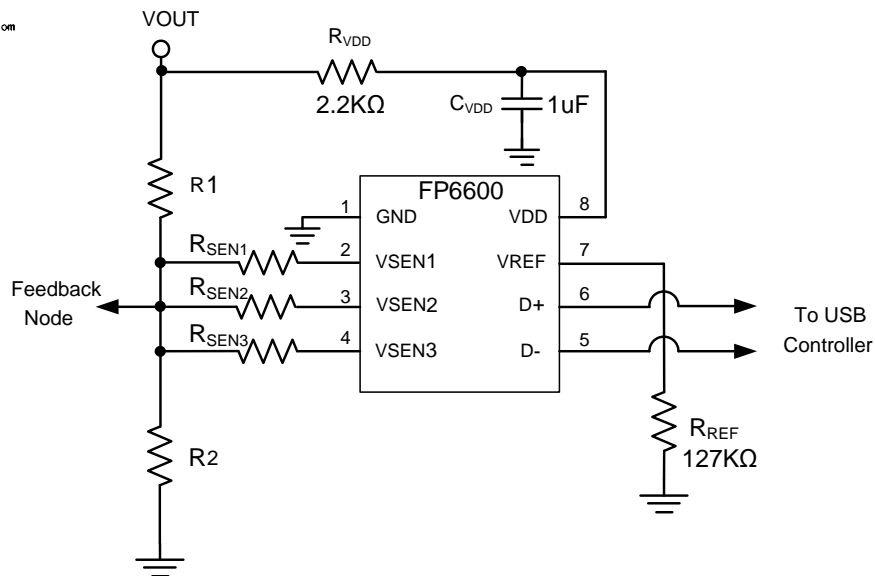 om
VOUT
RVDD
2.2KΩ
CVDD
1uF
R1
FP6600
1
GND
VDD
8
RSEN1
2
VSEN1
VREF
7
Feedback
Node
RSEN2
3
VSEN2
D+
6
To USB
Controller
RSEN3
4
VSEN3
D-
5
R2
RREF
127KΩ